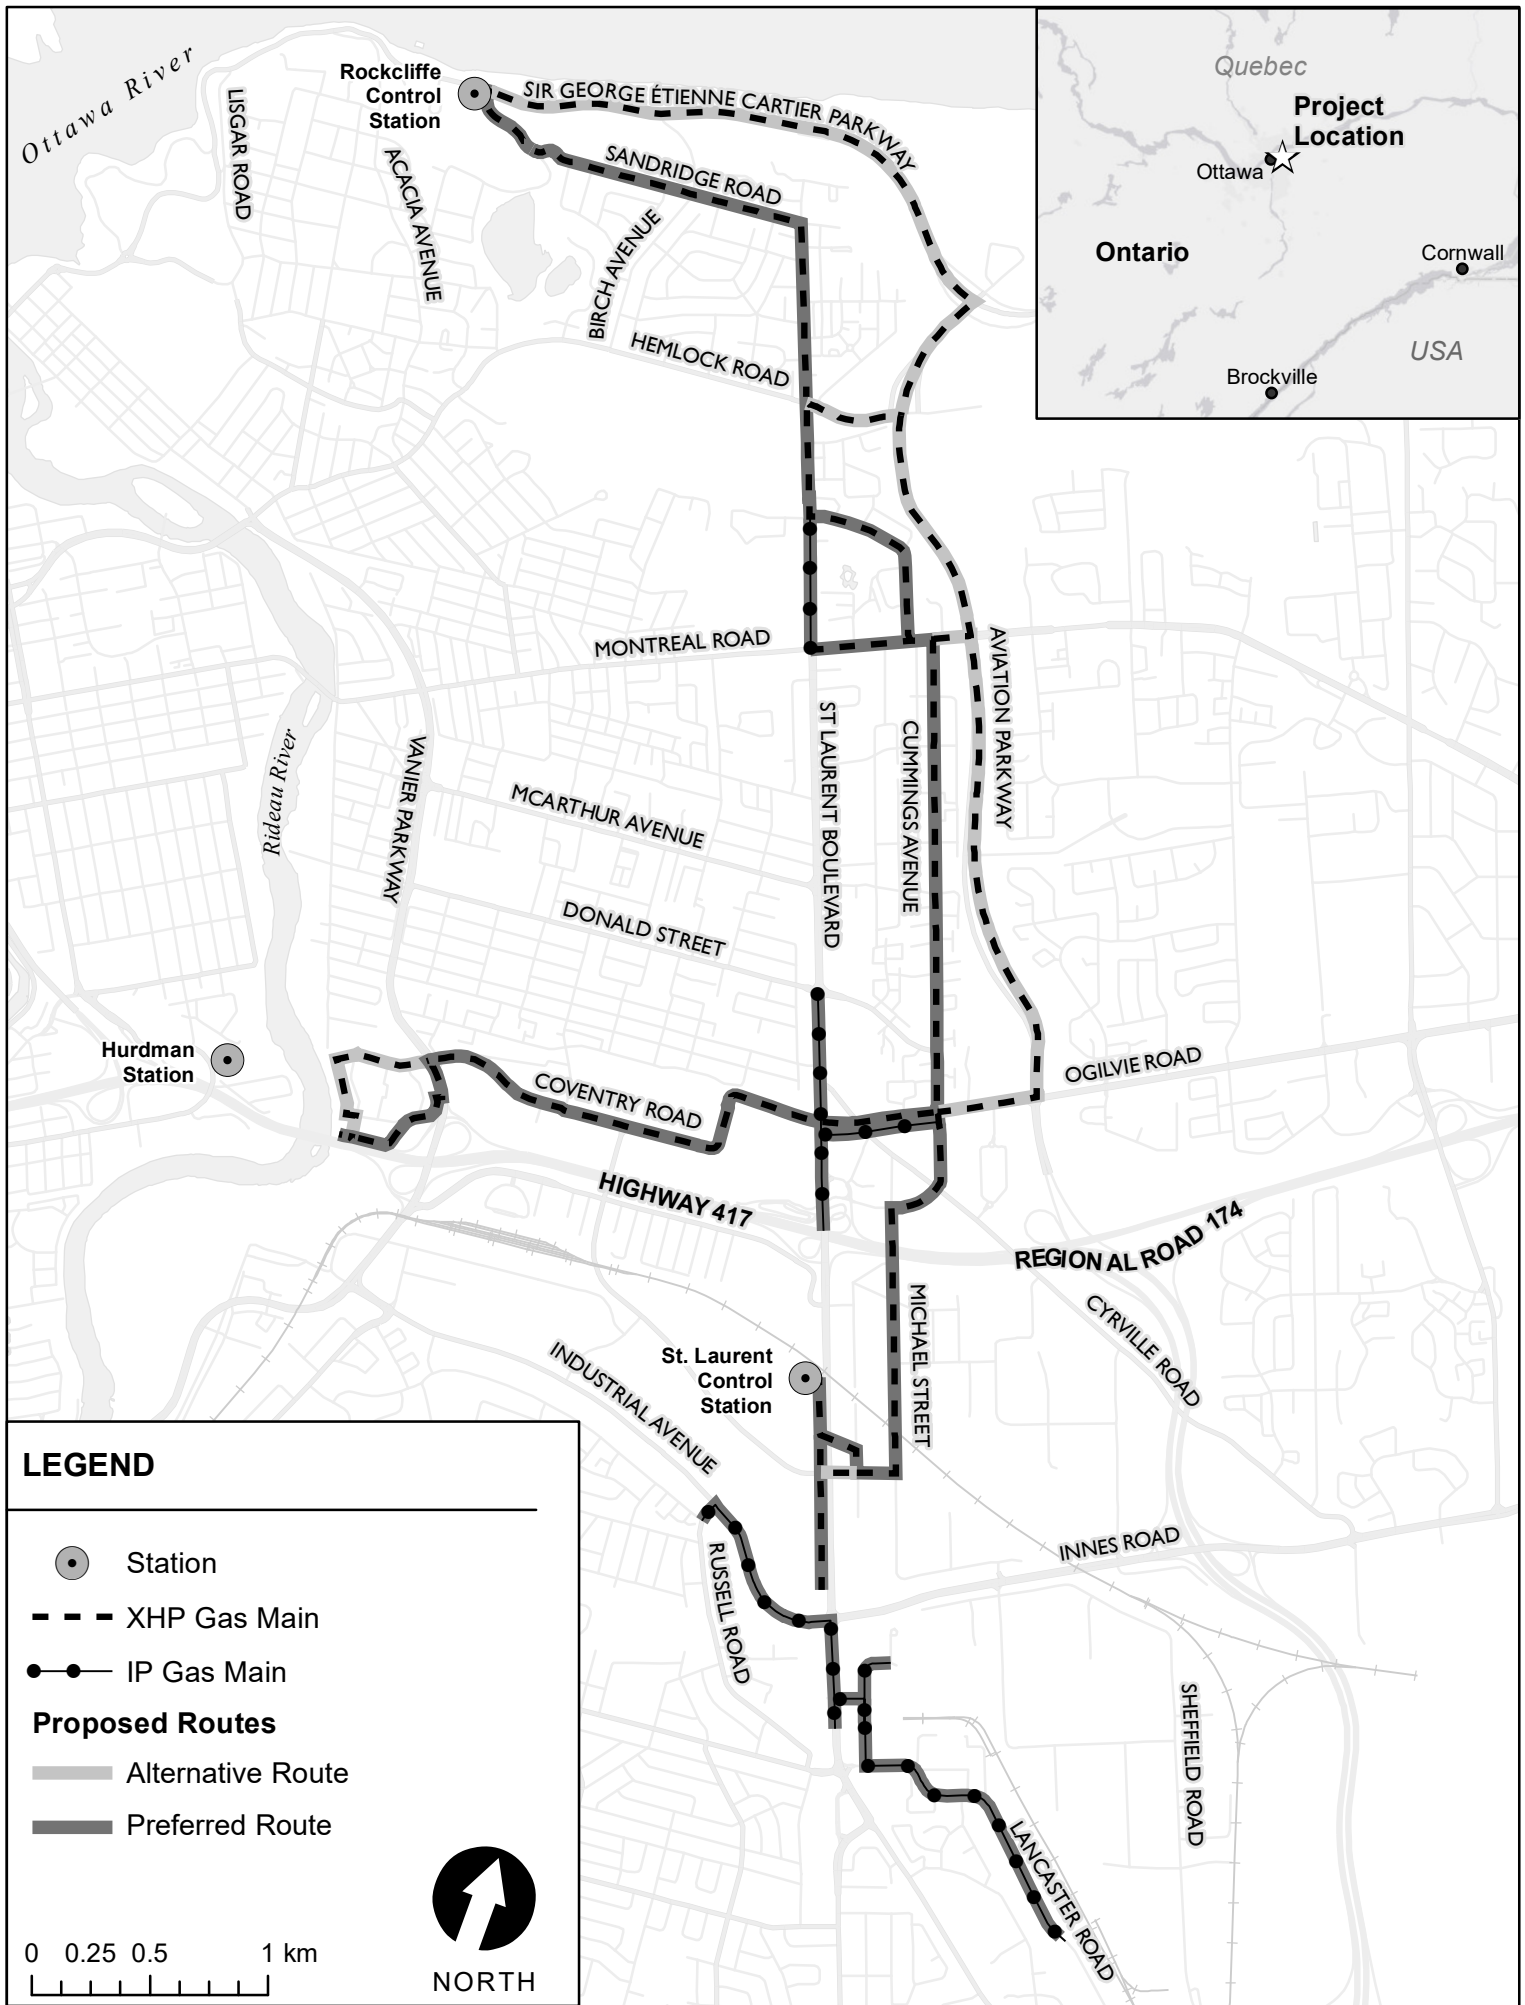 Ottawa River
Rockcliffe
Control
Station
SIR GEORGE ÉTIENNE CARTIER PARKWAY
LISGAR ROAD
ACACIA AVENUE
SANDRIDGE ROAD
BIRCH AVENUE
HEMLOCK ROAD
Quebec
Project
Location
Ottawa
Ontario
Cornwall
USA
Brockville
MONTREAL ROAD
AVIATION PARKWAY
ST LAURENT BOULEVARD
CUMMINGS AVENUE
Rideau River
VANIER PARKWAY
MCARTHUR AVENUE
DONALD STREET
Hurdman
Station
COVENTRY ROAD
OGILVIE ROAD
HIGHWAY 417
REGIONAL ROAD 174
MICHAEL STREET
CYRVILLE ROAD
St. Laurent
Control
Station
INDUSTRIAL AVENUE
INNES ROAD
RUSSELL ROAD
SHEFFIELD ROAD
LANCASTER ROAD
LEGEND
Station
XHP Gas Main
IP Gas Main
Proposed Routes
Alternative Route
Preferred Route
0 0.25 0.5 1 km
NORTH